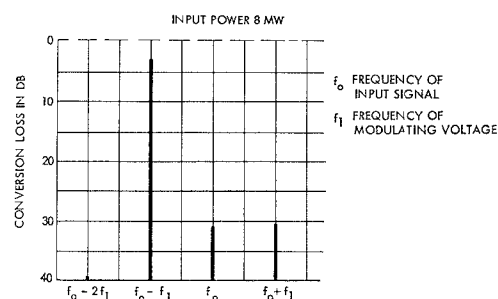 INPUT POWER 8 MW
0
10
20
30
40
CONVERSION LOSS IN DB
f₀ - 2f₁
f₀ - f₁
f₀
f₀ + f₁
f₀ FREQUENCY OF
INPUT SIGNAL
f₁ FREQUENCY OF
MODULATING VOLTAGE